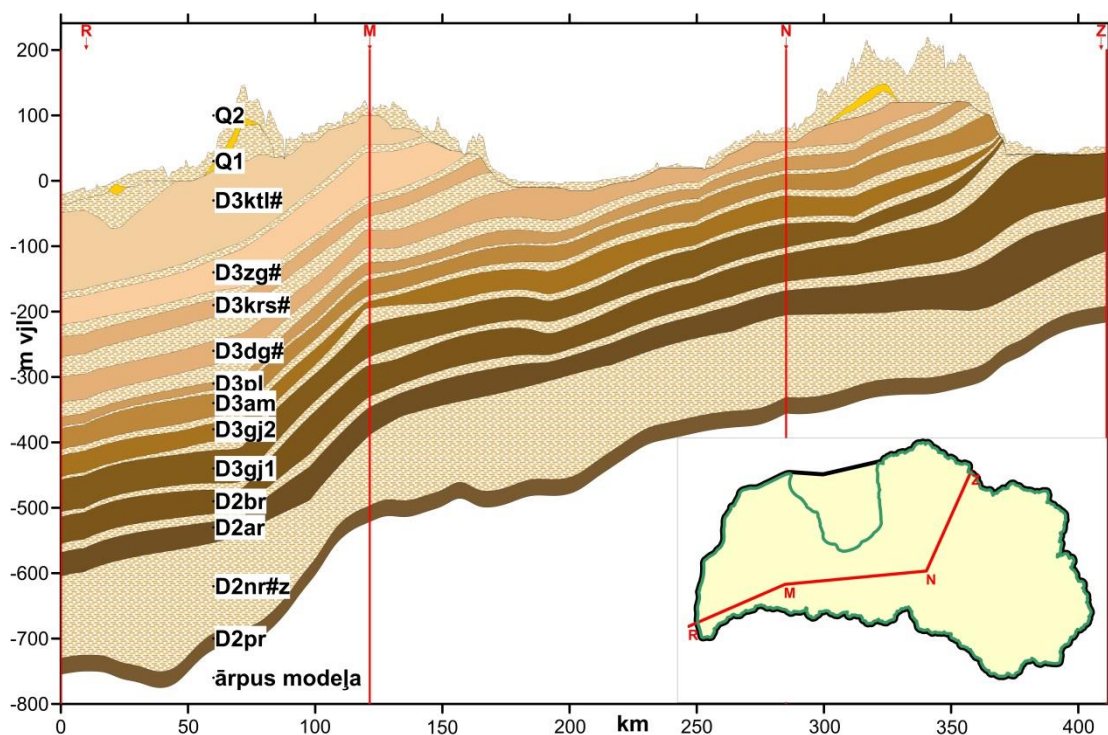 R M N Z
200
100
0
-100
-200
-300
-400
-500
-600
-700
-800
m vjl
Q2
Q1
D3ktl#
D3zg#
D3krs#
D3dg#
D3pl
D3am
D3gj2
D3gj1
D2br
D2ar
D2nr#z
D2pr
ārpus modeļa
Z
N
M
R
0 50 100 150 200 250 300 350 400
km